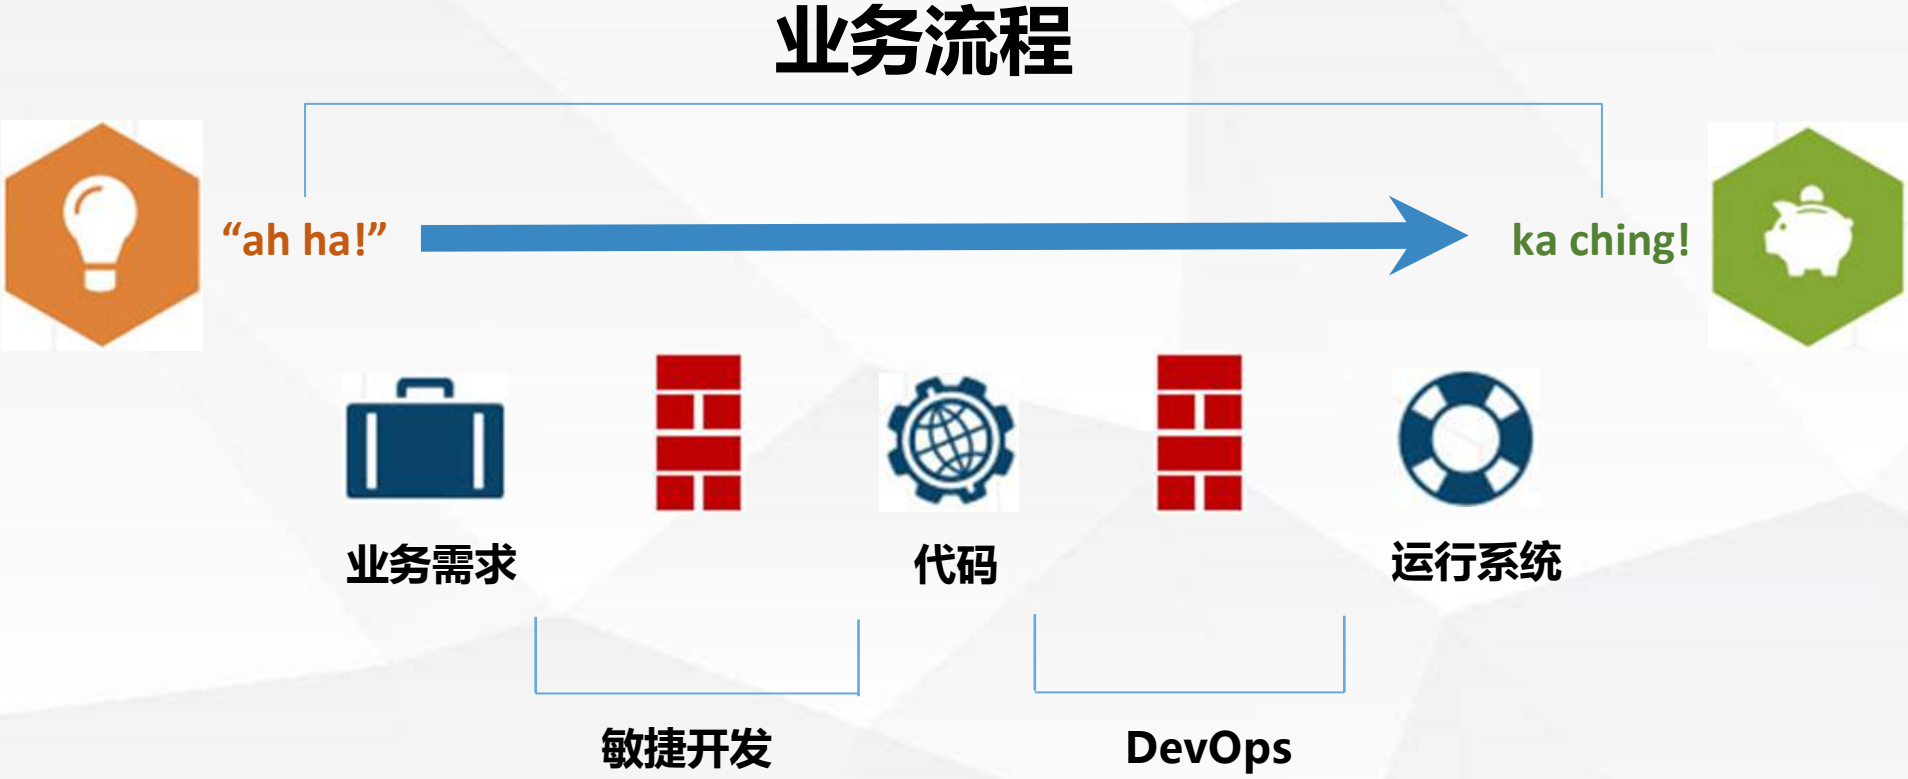 业务流程
“ah ha!”
ka ching!
业务需求
代码
运行系统
敏捷开发
DevOps